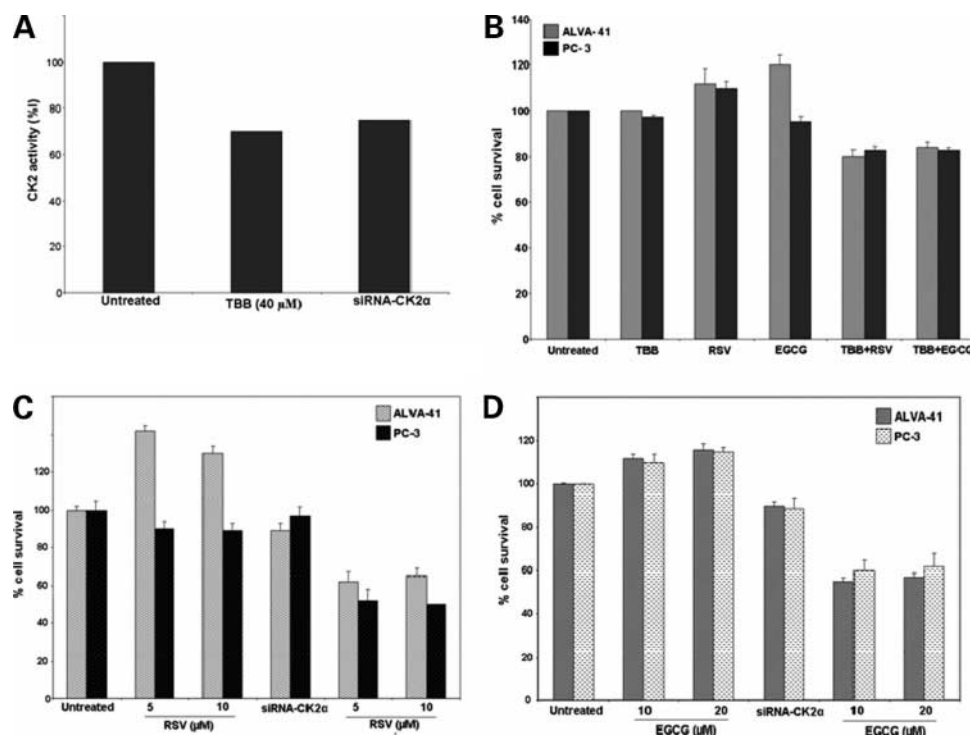 A
CK2 activity (%I)
100
80
60
40
20
0
Untreated
TBB (40 µM)
siRNA-CK2α
B
ALVA-41
PC-3
% cell survival
140
120
100
80
60
40
20
0
Untreated
TBB
RSV
EGCG
TBB+RSV
TBB+EGCG
C
ALVA-41
PC-3
% cell survival
120
100
80
60
40
20
0
Untreated
5
10
siRNA-CK2α
5
10
RSV (µM)
RSV (µM)
D
ALVA-41
PC-3
% cell survival
120
100
80
60
40
20
0
Untreated
10
20
siRNA-CK2α
10
20
EGCG (µM)
EGCG (µM)